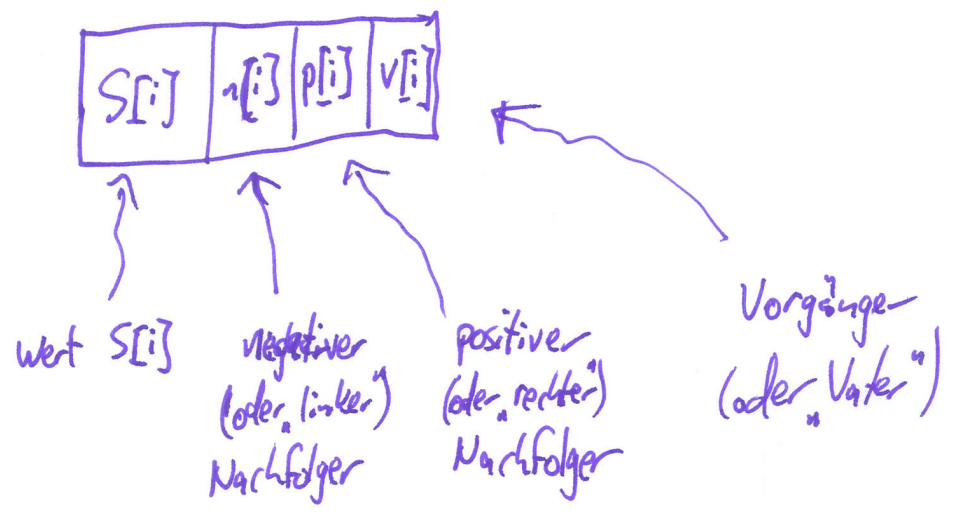 S[i] n[i] p[i] v[i]
wert S[i]
negativer
(oder „linker")
Nachfolger
positiver
(oder „rechter")
Nachfolger
Vorgänger
(oder „Vater")